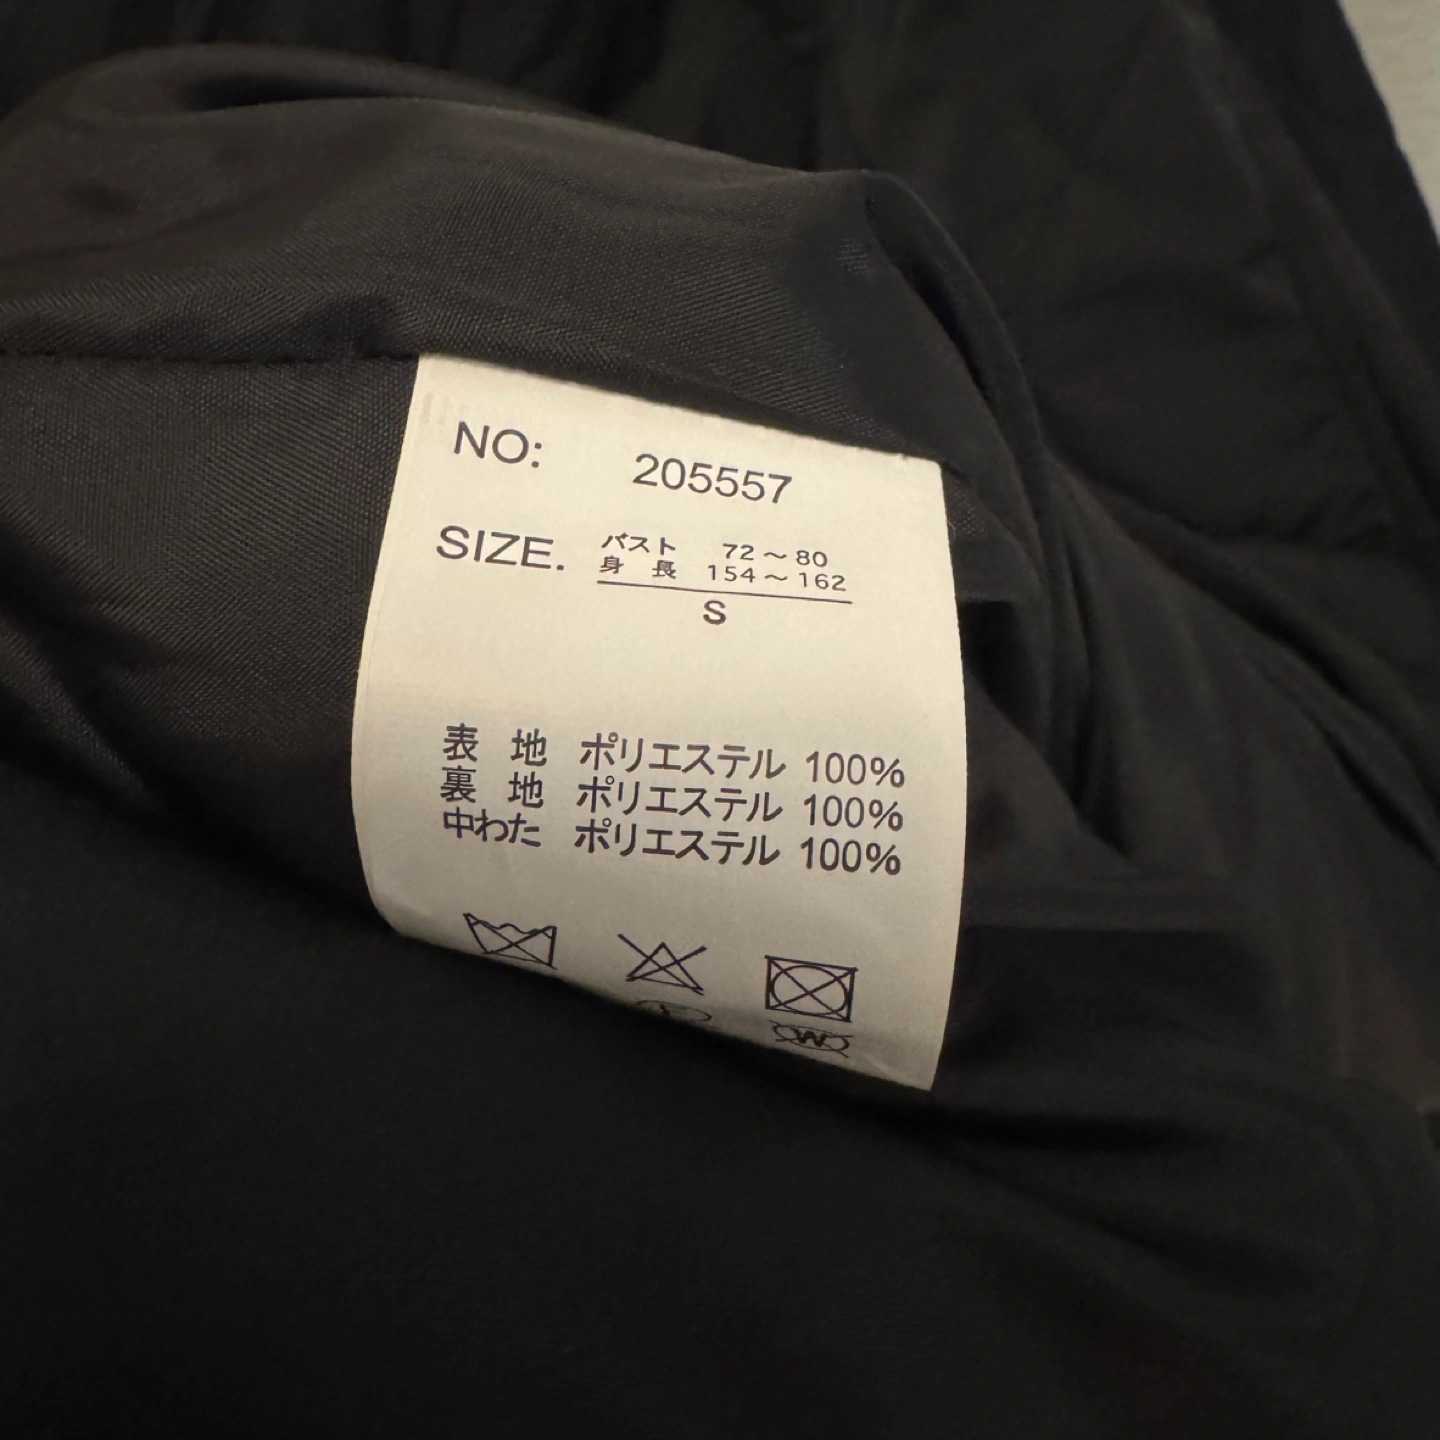 NO: 205557
SIZE. バスト 72～80
身長 154～162
S
表地 ポリエステル 100%
裏地 ポリエステル 100%
中わた ポリエステル 100%
F
W